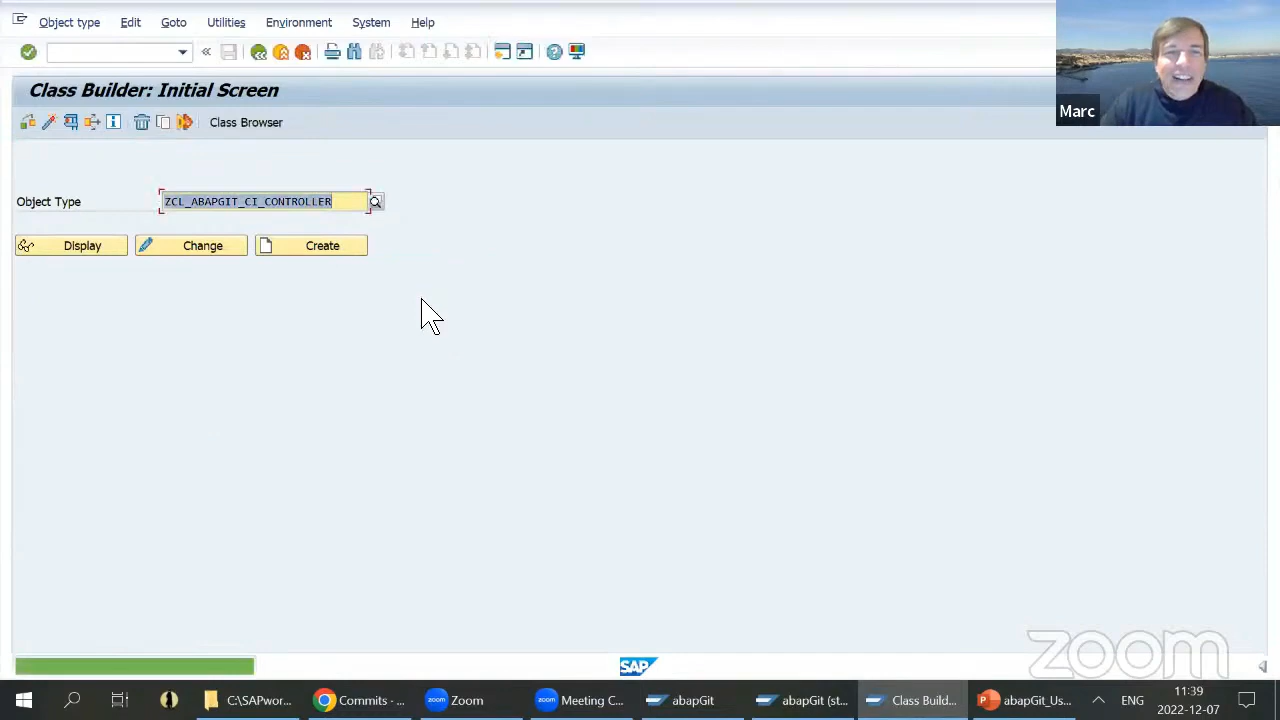 Object type Edit Goto Utilities Environment System Help
Class Builder: Initial Screen
Class Browser
Marc
Object Type ZCL_ABAPGIT_CI_CONTROLLER
Display Change Create
zoom
SAP
C:\SAPwor... Commits - ... zoom Zoom zoom Meeting C... abapGit abapGit (st... Class Build... P abapGit_Us... ENG 11:39
2022-12-07